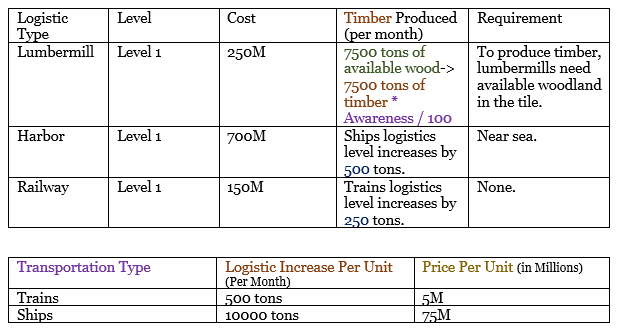 Logistic Type Level Cost Timber Produced (per month) Requirement
Lumbermill Level 1 250M 7500 tons of available wood-> 7500 tons of timber * Awareness / 100 To produce timber, lumbermills need available woodland in the tile.
Harbor Level 1 700M Ships logistics level increases by 500 tons. Near sea.
Railway Level 1 150M Trains logistics level increases by 250 tons. None.
Transportation Type Logistic Increase Per Unit (Per Month) Price Per Unit (in Millions)
Trains 500 tons 5M
Ships 10000 tons 75M